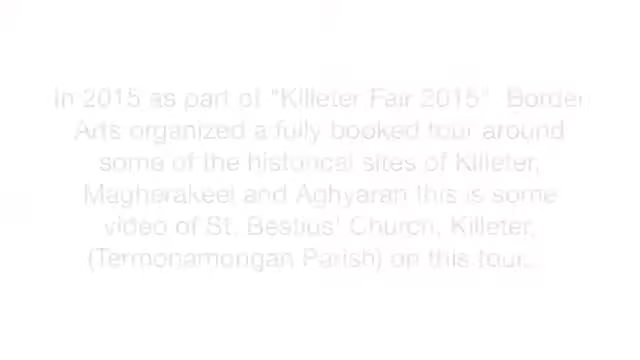 In 2015 as part of "Killeter Fair 2015" Border
Arts organized a fully booked tour around
some of the historical sites of Killeter,
Magherakeel and Aghyaran this is some
video of St. Bestius' Church, Killeter,
(Termonamongan Parish) on this tour...